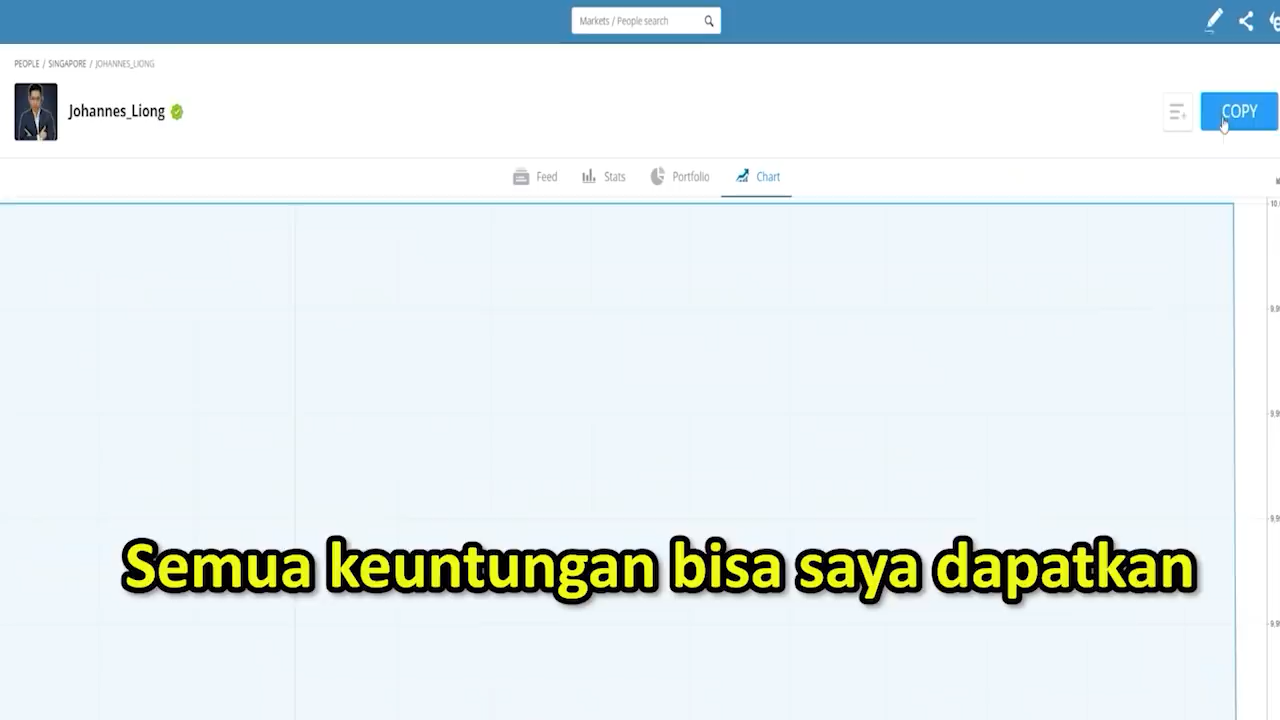 Markets / People search
PEOPLE / SINGAPORE / JOHANNES_LIONG
Johannes_Liong
COPY
Feed
Stats
Portfolio
Chart
Semua keuntungan bisa saya dapatkan